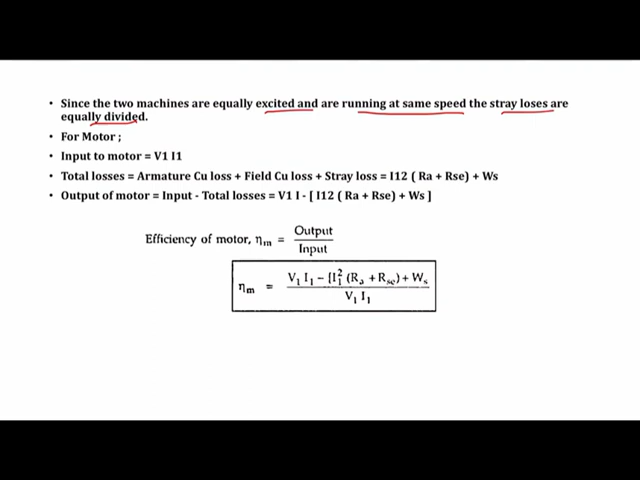 • Since the two machines are equally excited and are running at same speed the stray loses are
equally divided.
• For Motor ;
• Input to motor = V1 I1
• Total losses = Armature Cu loss + Field Cu loss + Stray loss = I12 ( Ra + Rse) + Ws
• Output of motor = Input - Total losses = V1 I - [ I12 ( Ra + Rse) + Ws ]
Efficiency of motor, ηm = Output / Input
ηm = V₁ I₁ – [I₁² (Rₐ + Rse) + Wₛ / V₁ I₁